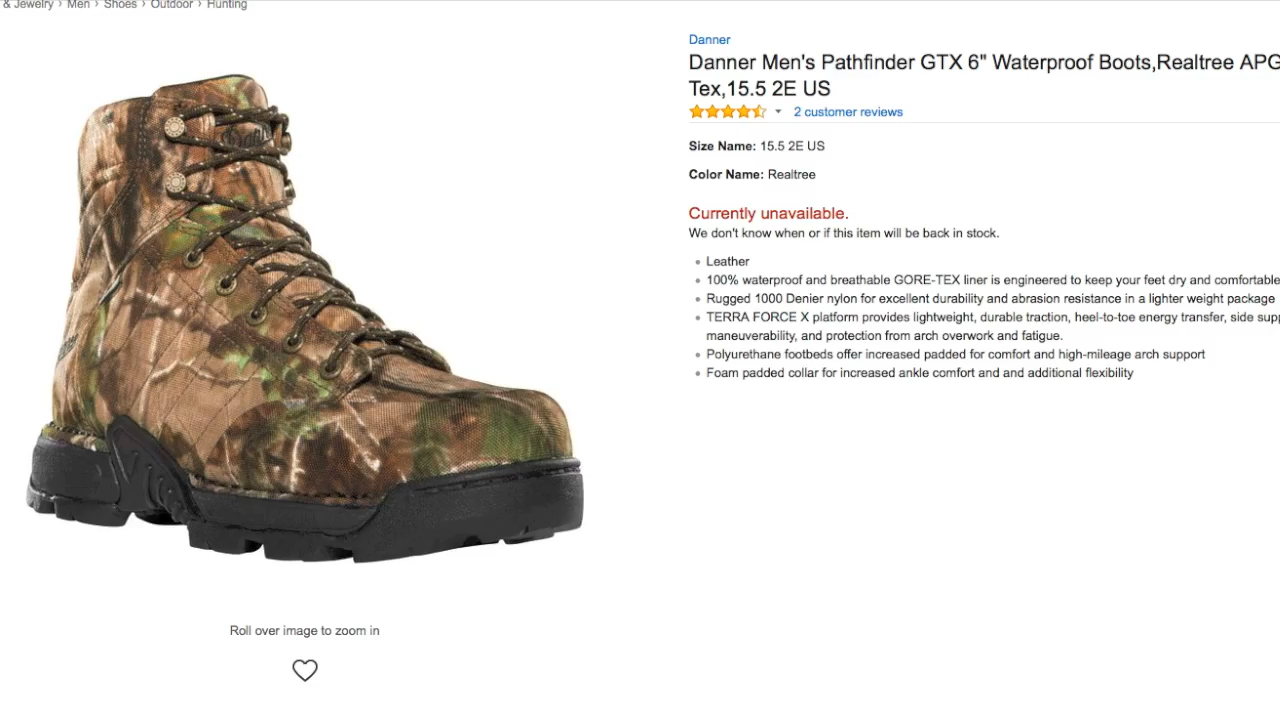 & Jewelry › Men › Shoes › Outdoor › Hunting
Danner
Danner Men's Pathfinder GTX 6" Waterproof Boots,Realtree APG
Tex,15.5 2E US
2 customer reviews
Size Name: 15.5 2E US
Color Name: Realtree
Currently unavailable.
We don't know when or if this item will be back in stock.
Leather
100% waterproof and breathable GORE-TEX liner is engineered to keep your feet dry and comfortable
Rugged 1000 Denier nylon for excellent durability and abrasion resistance in a lighter weight package
TERRA FORCE X platform provides lightweight, durable traction, heel-to-toe energy transfer, side supp
maneuverability, and protection from arch overwork and fatigue.
Polyurethane footbeds offer increased padded for comfort and high-mileage arch support
Foam padded collar for increased ankle comfort and and additional flexibility
Roll over image to zoom in